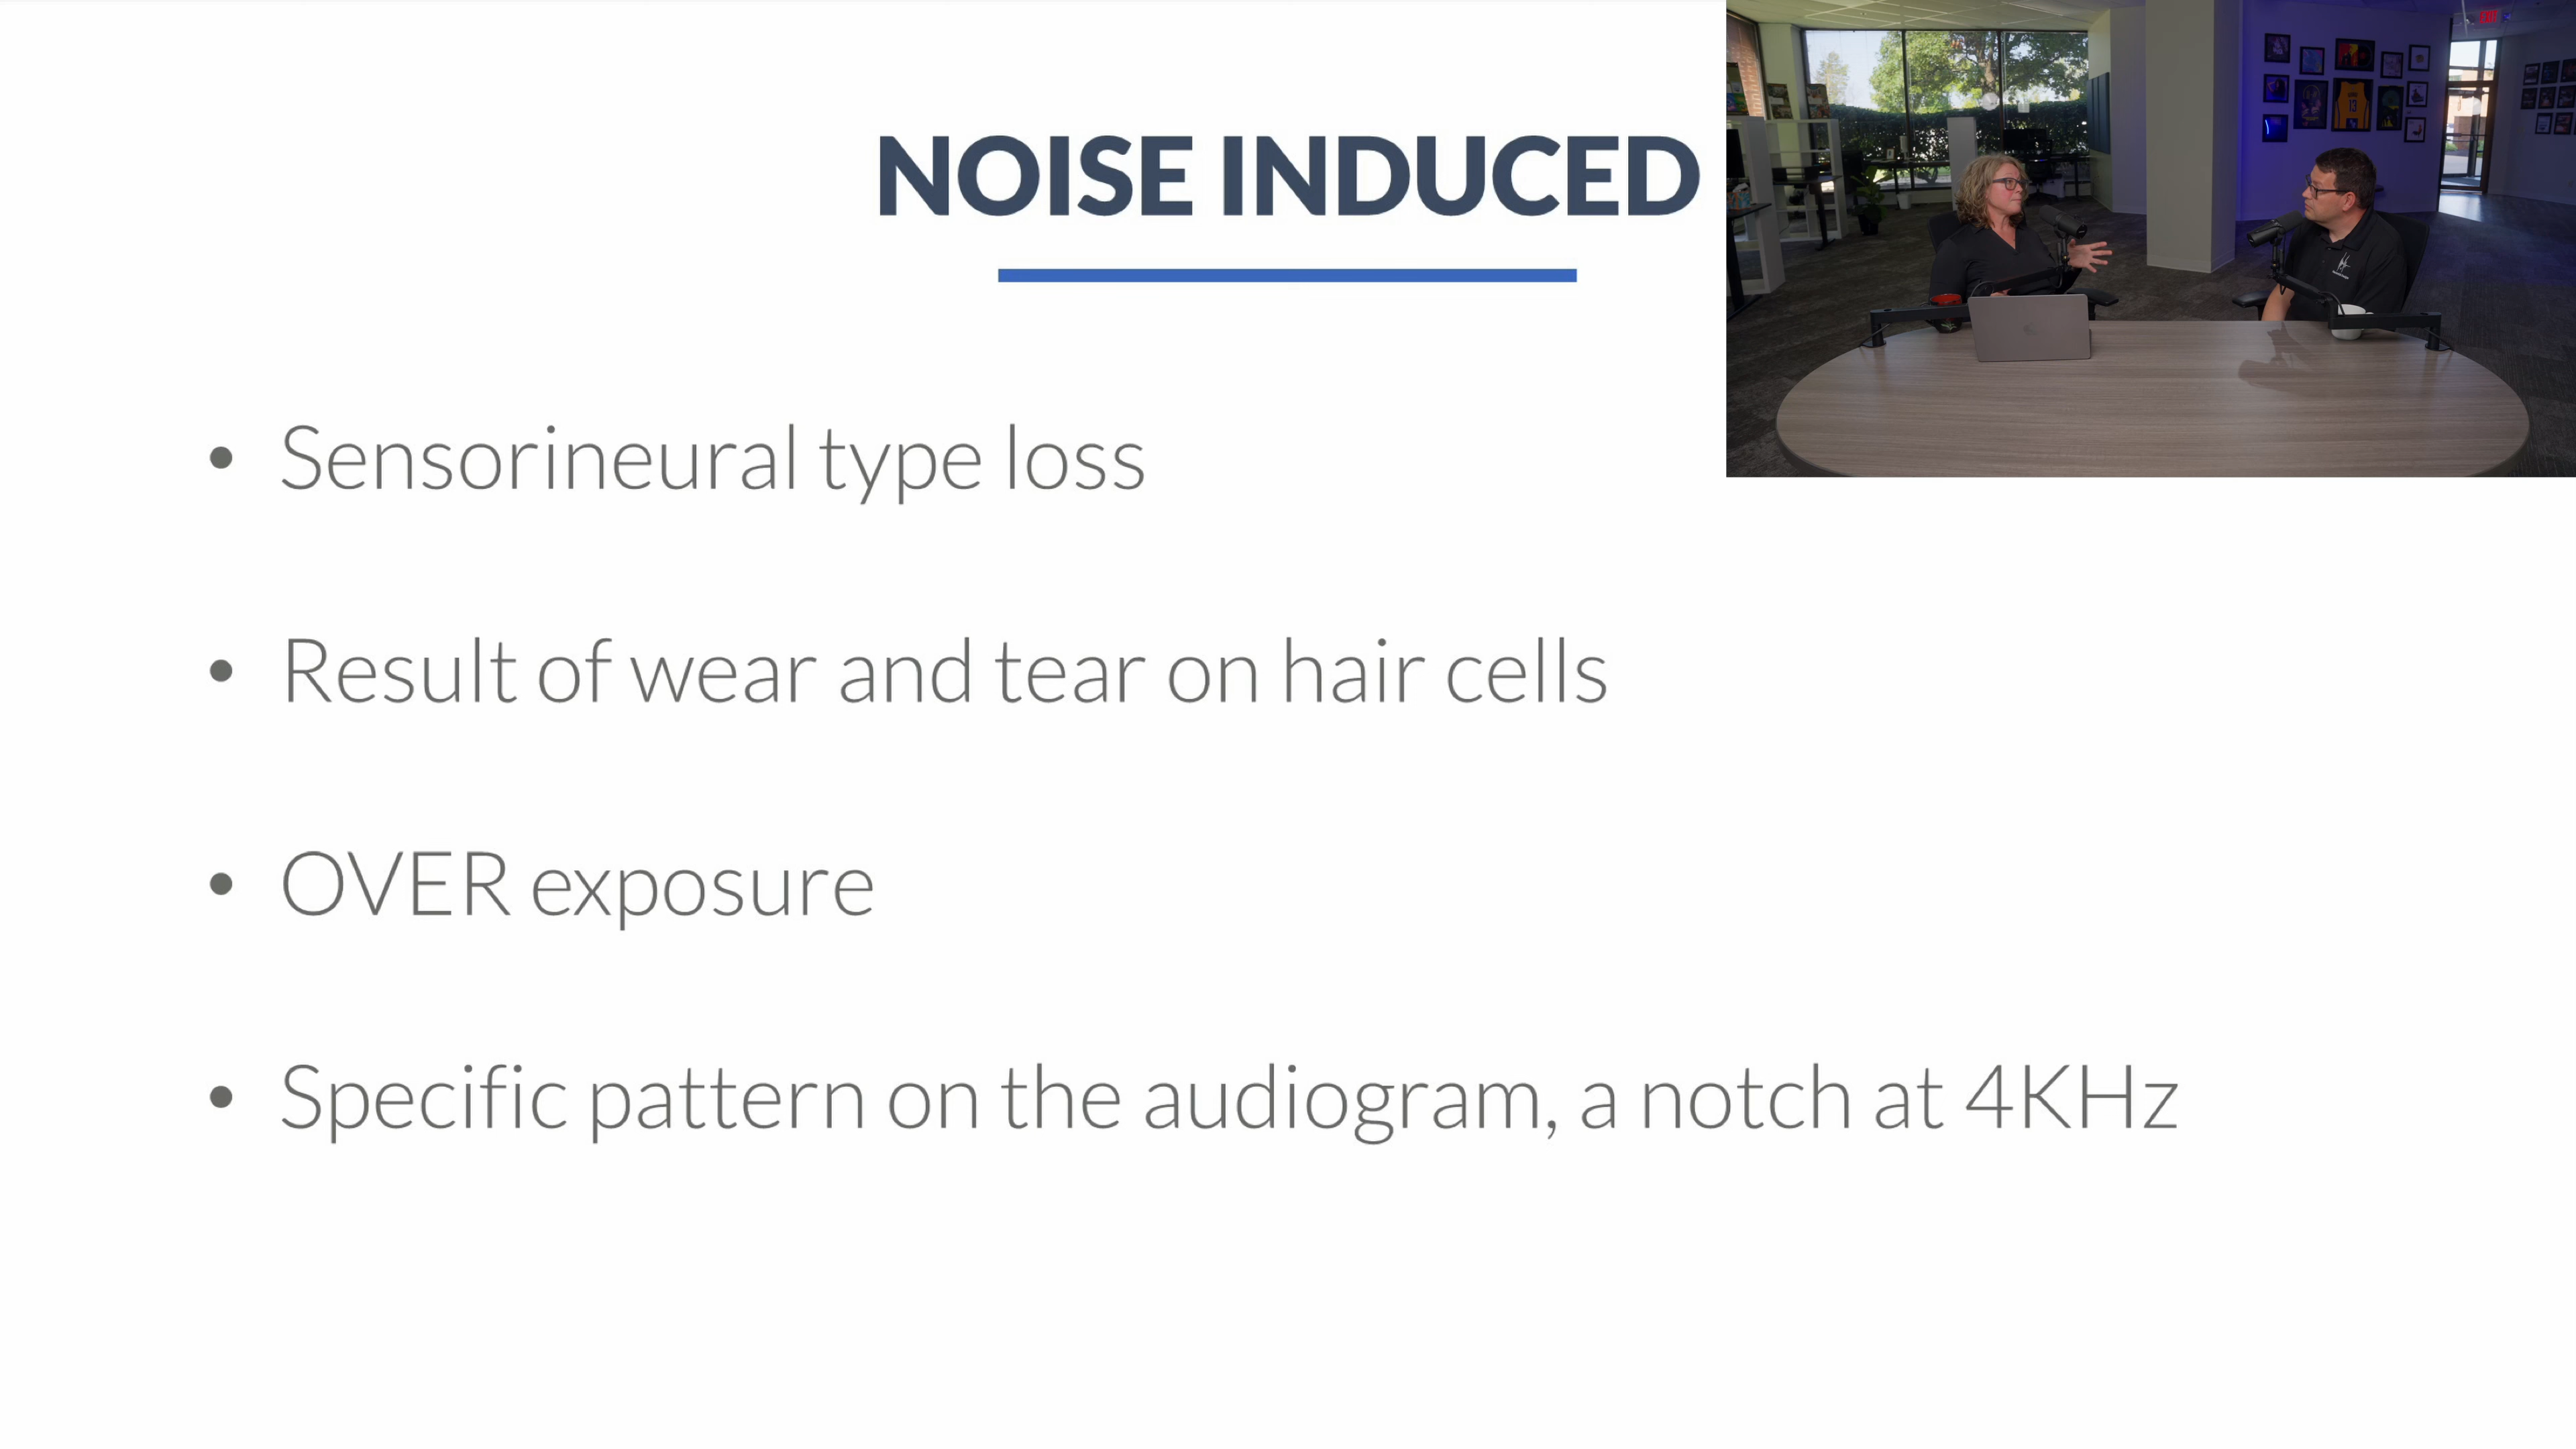 NOISE INDUCED
• Sensorineural type loss
• Result of wear and tear on hair cells
• OVER exposure
• Specific pattern on the audiogram, a notch at 4KHz
13